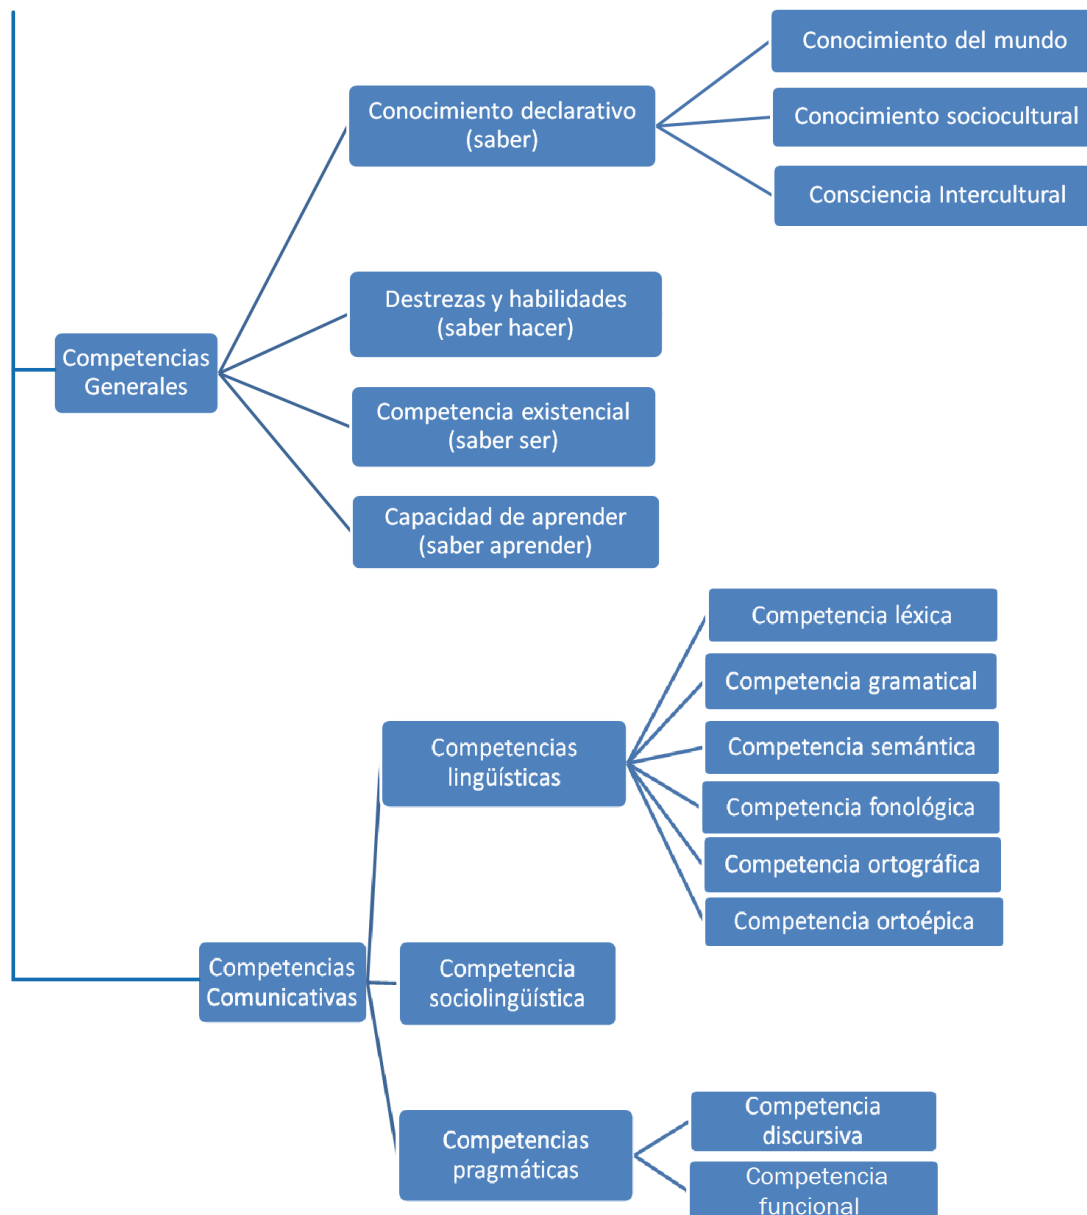 Conocimiento del mundo
Conocimiento declarativo
(saber)
Conocimiento sociocultural
Consciencia Intercultural
Destrezas y habilidades
(saber hacer)
Competencias
Generales
Competencia existencial
(saber ser)
Capacidad de aprender
(saber aprender)
Competencia léxica
Competencia gramatical
Competencias
lingüísticas
Competencia semántica
Competencia fonológica
Competencia ortográfica
Competencia ortoépica
Competencias
Comunicativas
Competencia
sociolingüística
Competencias
pragmáticas
Competencia
discursiva
Competencia
funcional